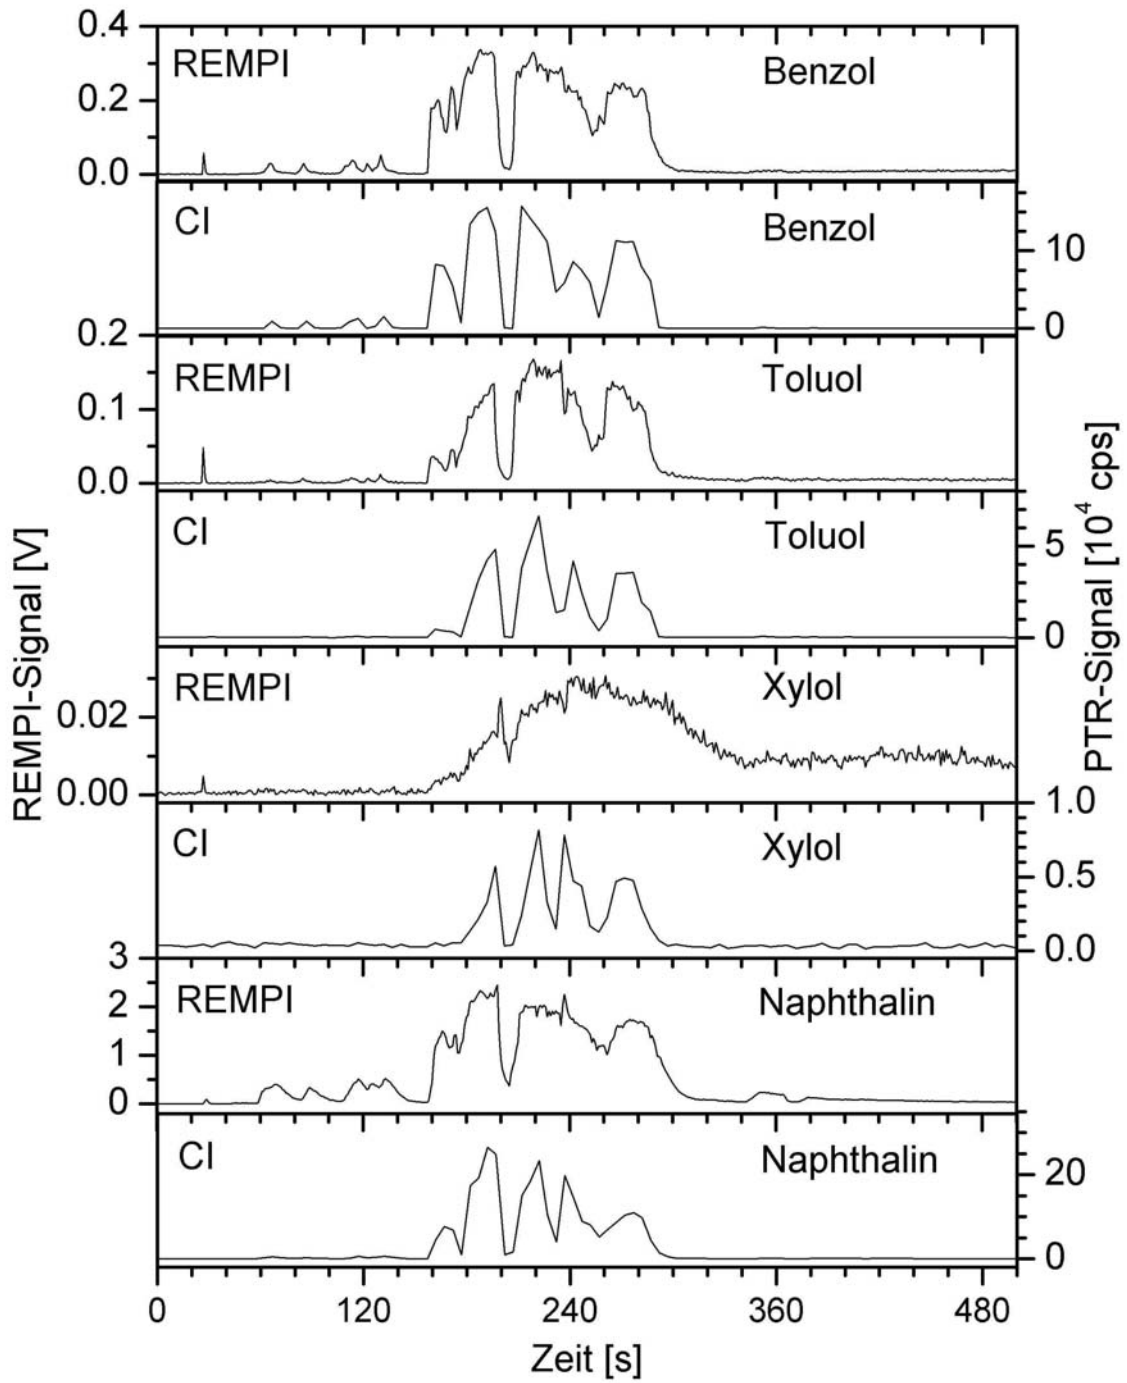 0.4
REMPI
Benzol
0.2
0.0
CI
Benzol
10
0
0.2
REMPI
Toluol
0.1
0.0
CI
Toluol
5
0
REMPI
Xylol
0.02
0.00
1.0
CI
Xylol
0.5
0.0
3
REMPI
Naphthalin
2
1
0
CI
Naphthalin
20
0
REMPI-Signal [V]
PTR-Signal [10⁴ cps]
0 120 240 360 480
Zeit [s]